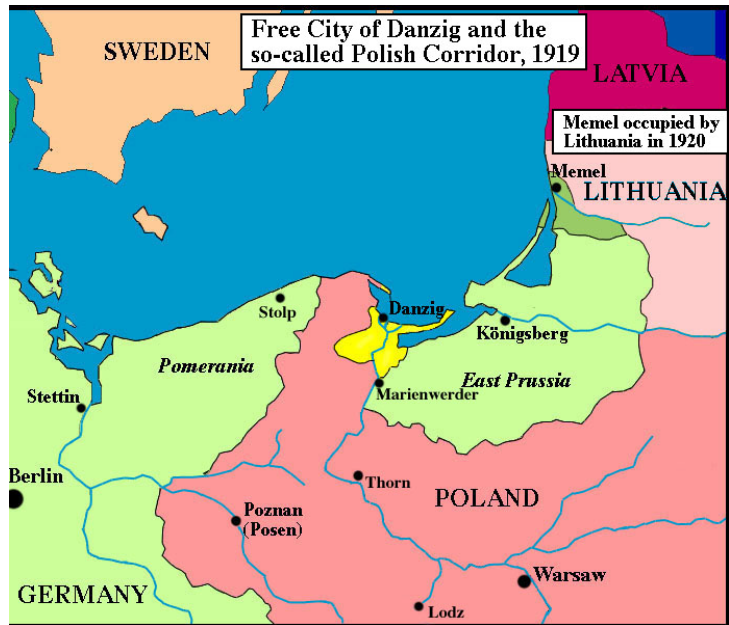 Free City of Danzig and the
so-called Polish Corridor, 1919
SWEDEN
LATVIA
Memel occupied by
Lithuania in 1920
Memel
LITHUANIA
Danzig
Stolp
Königsberg
Pomerania
East Prussia
Marienwerder
Stettin
Berlin
Thorn
POLAND
Poznan
(Posen)
Warsaw
GERMANY
Lodz